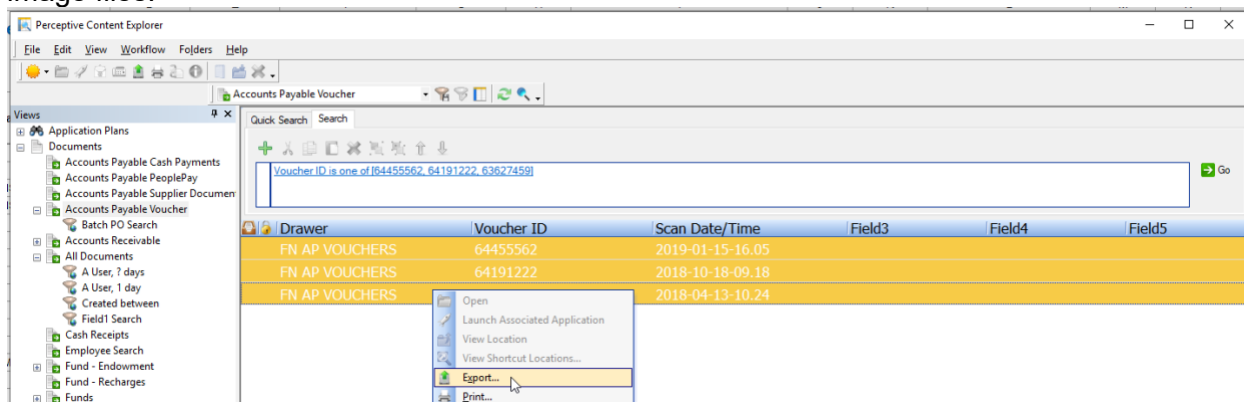 image files.
Perceptive Content Explorer
File Edit View Workflow Folders Help
Accounts Payable Voucher
Views
Quick Search Search
Application Plans
Documents
Accounts Payable Cash Payments
Accounts Payable PeoplePay
Accounts Payable Supplier Documen
Accounts Payable Voucher
Batch PO Search
Accounts Receivable
All Documents
A User, ? days
A User, 1 day
Created between
Field1 Search
Cash Receipts
Employee Search
Fund - Endowment
Fund - Recharges
Funds
Voucher ID is one of [64455562, 64191222, 63627459]
Go
Drawer Voucher ID Scan Date/Time Field3 Field4 Field5
FN AP VOUCHERS 64455562 2019-01-15-16.05
FN AP VOUCHERS 64191222 2018-10-18-09.18
FN AP VOUCHERS 2018-04-13-10.24
Open
Launch Associated Application
View Location
View Shortcut Locations...
Export...
Print...